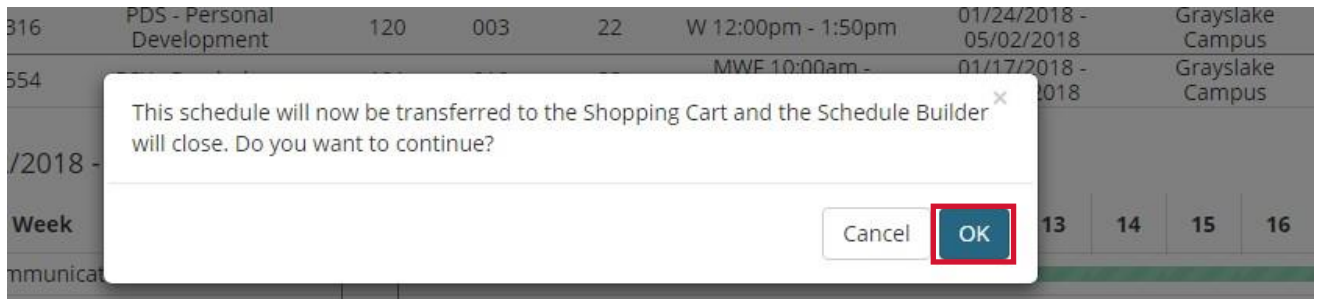 316 PDS - Personal Development 120 003 22 W 12:00pm - 1:50pm 01/24/2018 - 05/02/2018 Grayslake Campus
554 MWF 10:00am - 01/17/2018 - 2018 Grayslake Campus
This schedule will now be transferred to the Shopping Cart and the Schedule Builder ×
will close. Do you want to continue?
/2018 -
Week 13 14 15 16
Cancel OK
mmunicat